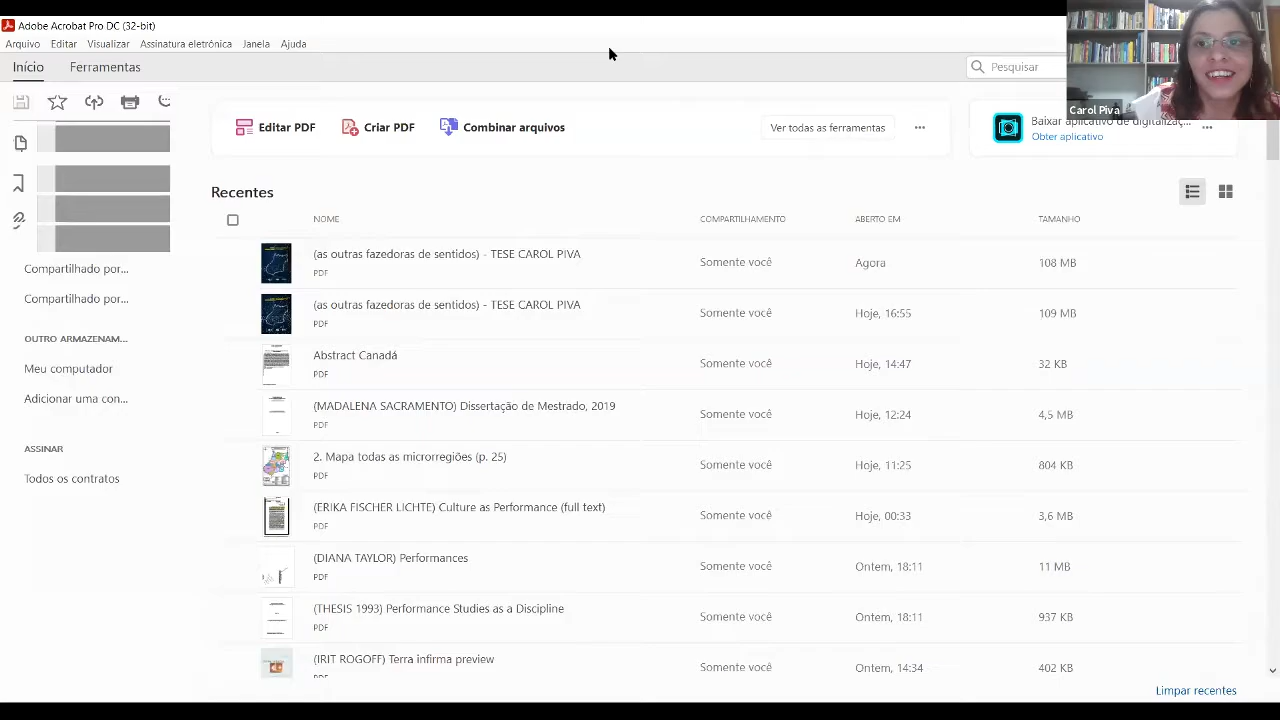 Adobe Acrobat Pro DC (32-bit)
Arquivo Editar Visualizar Assinatura eletrônica Janela Ajuda
Início Ferramentas
Pesquisar
Carol Piva
Editar PDF Criar PDF Combinar arquivos Ver todas as ferramentas
Baixar aplicativo de digitalizaç...
Obter aplicativo
Compartilhado por...
Compartilhado por...
OUTRO ARMAZENAM...
Meu computador
Adicionar uma con...
ASSINAR
Todos os contratos
Recentes
NOME COMPARTILHAMENTO ABERTO EM TAMANHO
(as outras fazedoras de sentidos) - TESE CAROL PIVA
PDF
Somente você Agora 108 MB
(as outras fazedoras de sentidos) - TESE CAROL PIVA
PDF
Somente você Hoje, 16:55 109 MB
Abstract Canadá
PDF
Somente você Hoje, 14:47 32 KB
(MADALENA SACRAMENTO) Dissertação de Mestrado, 2019
PDF
Somente você Hoje, 12:24 4,5 MB
2. Mapa todas as microrregiões (p. 25)
PDF
Somente você Hoje, 11:25 804 KB
(ERIKA FISCHER LICHTE) Culture as Performance (full text)
PDF
Somente você Hoje, 00:33 3,6 MB
(DIANA TAYLOR) Performances
PDF
Somente você Ontem, 18:11 11 MB
(THESIS 1993) Performance Studies as a Discipline
PDF
Somente você Ontem, 18:11 937 KB
(IRIT ROGOFF) Terra infirma preview
Somente você Ontem, 14:34 402 KB
Limpar recentes